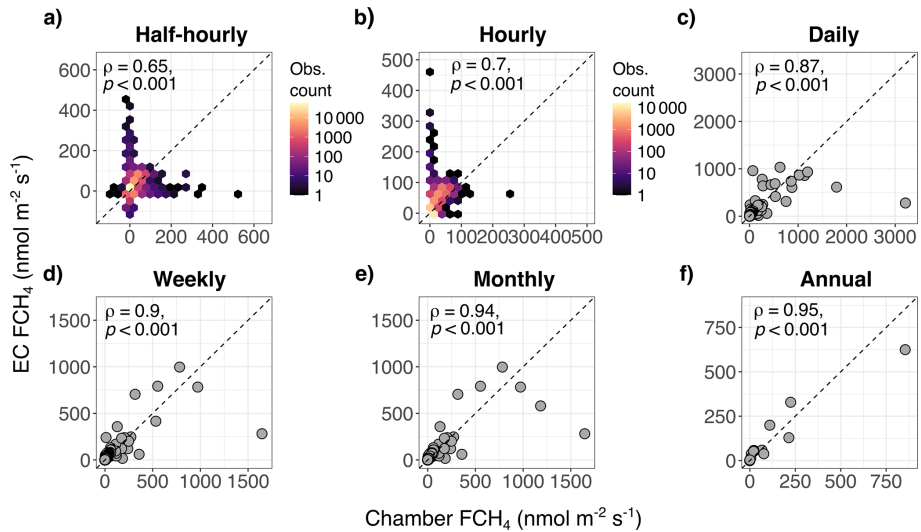 a)
Half-hourly
ρ = 0.65,
p < 0.001
600
400
200
0
0 200 400 600
Obs.
count
10 000
1000
100
10
1
b)
Hourly
ρ = 0.7,
p < 0.001
500
400
300
200
100
0
0 100 200 300 400 500
Obs.
count
10 000
1000
100
10
1
c)
Daily
ρ = 0.87,
p < 0.001
3000
2000
1000
0
0 1000 2000 3000
EC FCH4 (nmol m-2 s-1)
d)
Weekly
ρ = 0.9,
p < 0.001
1500
1000
500
0
0 500 1000 1500
e)
Monthly
ρ = 0.94,
p < 0.001
1500
1000
500
0
0 500 1000 1500
f)
Annual
ρ = 0.95,
p < 0.001
750
500
250
0
0 250 500 750
Chamber FCH4 (nmol m-2 s-1)